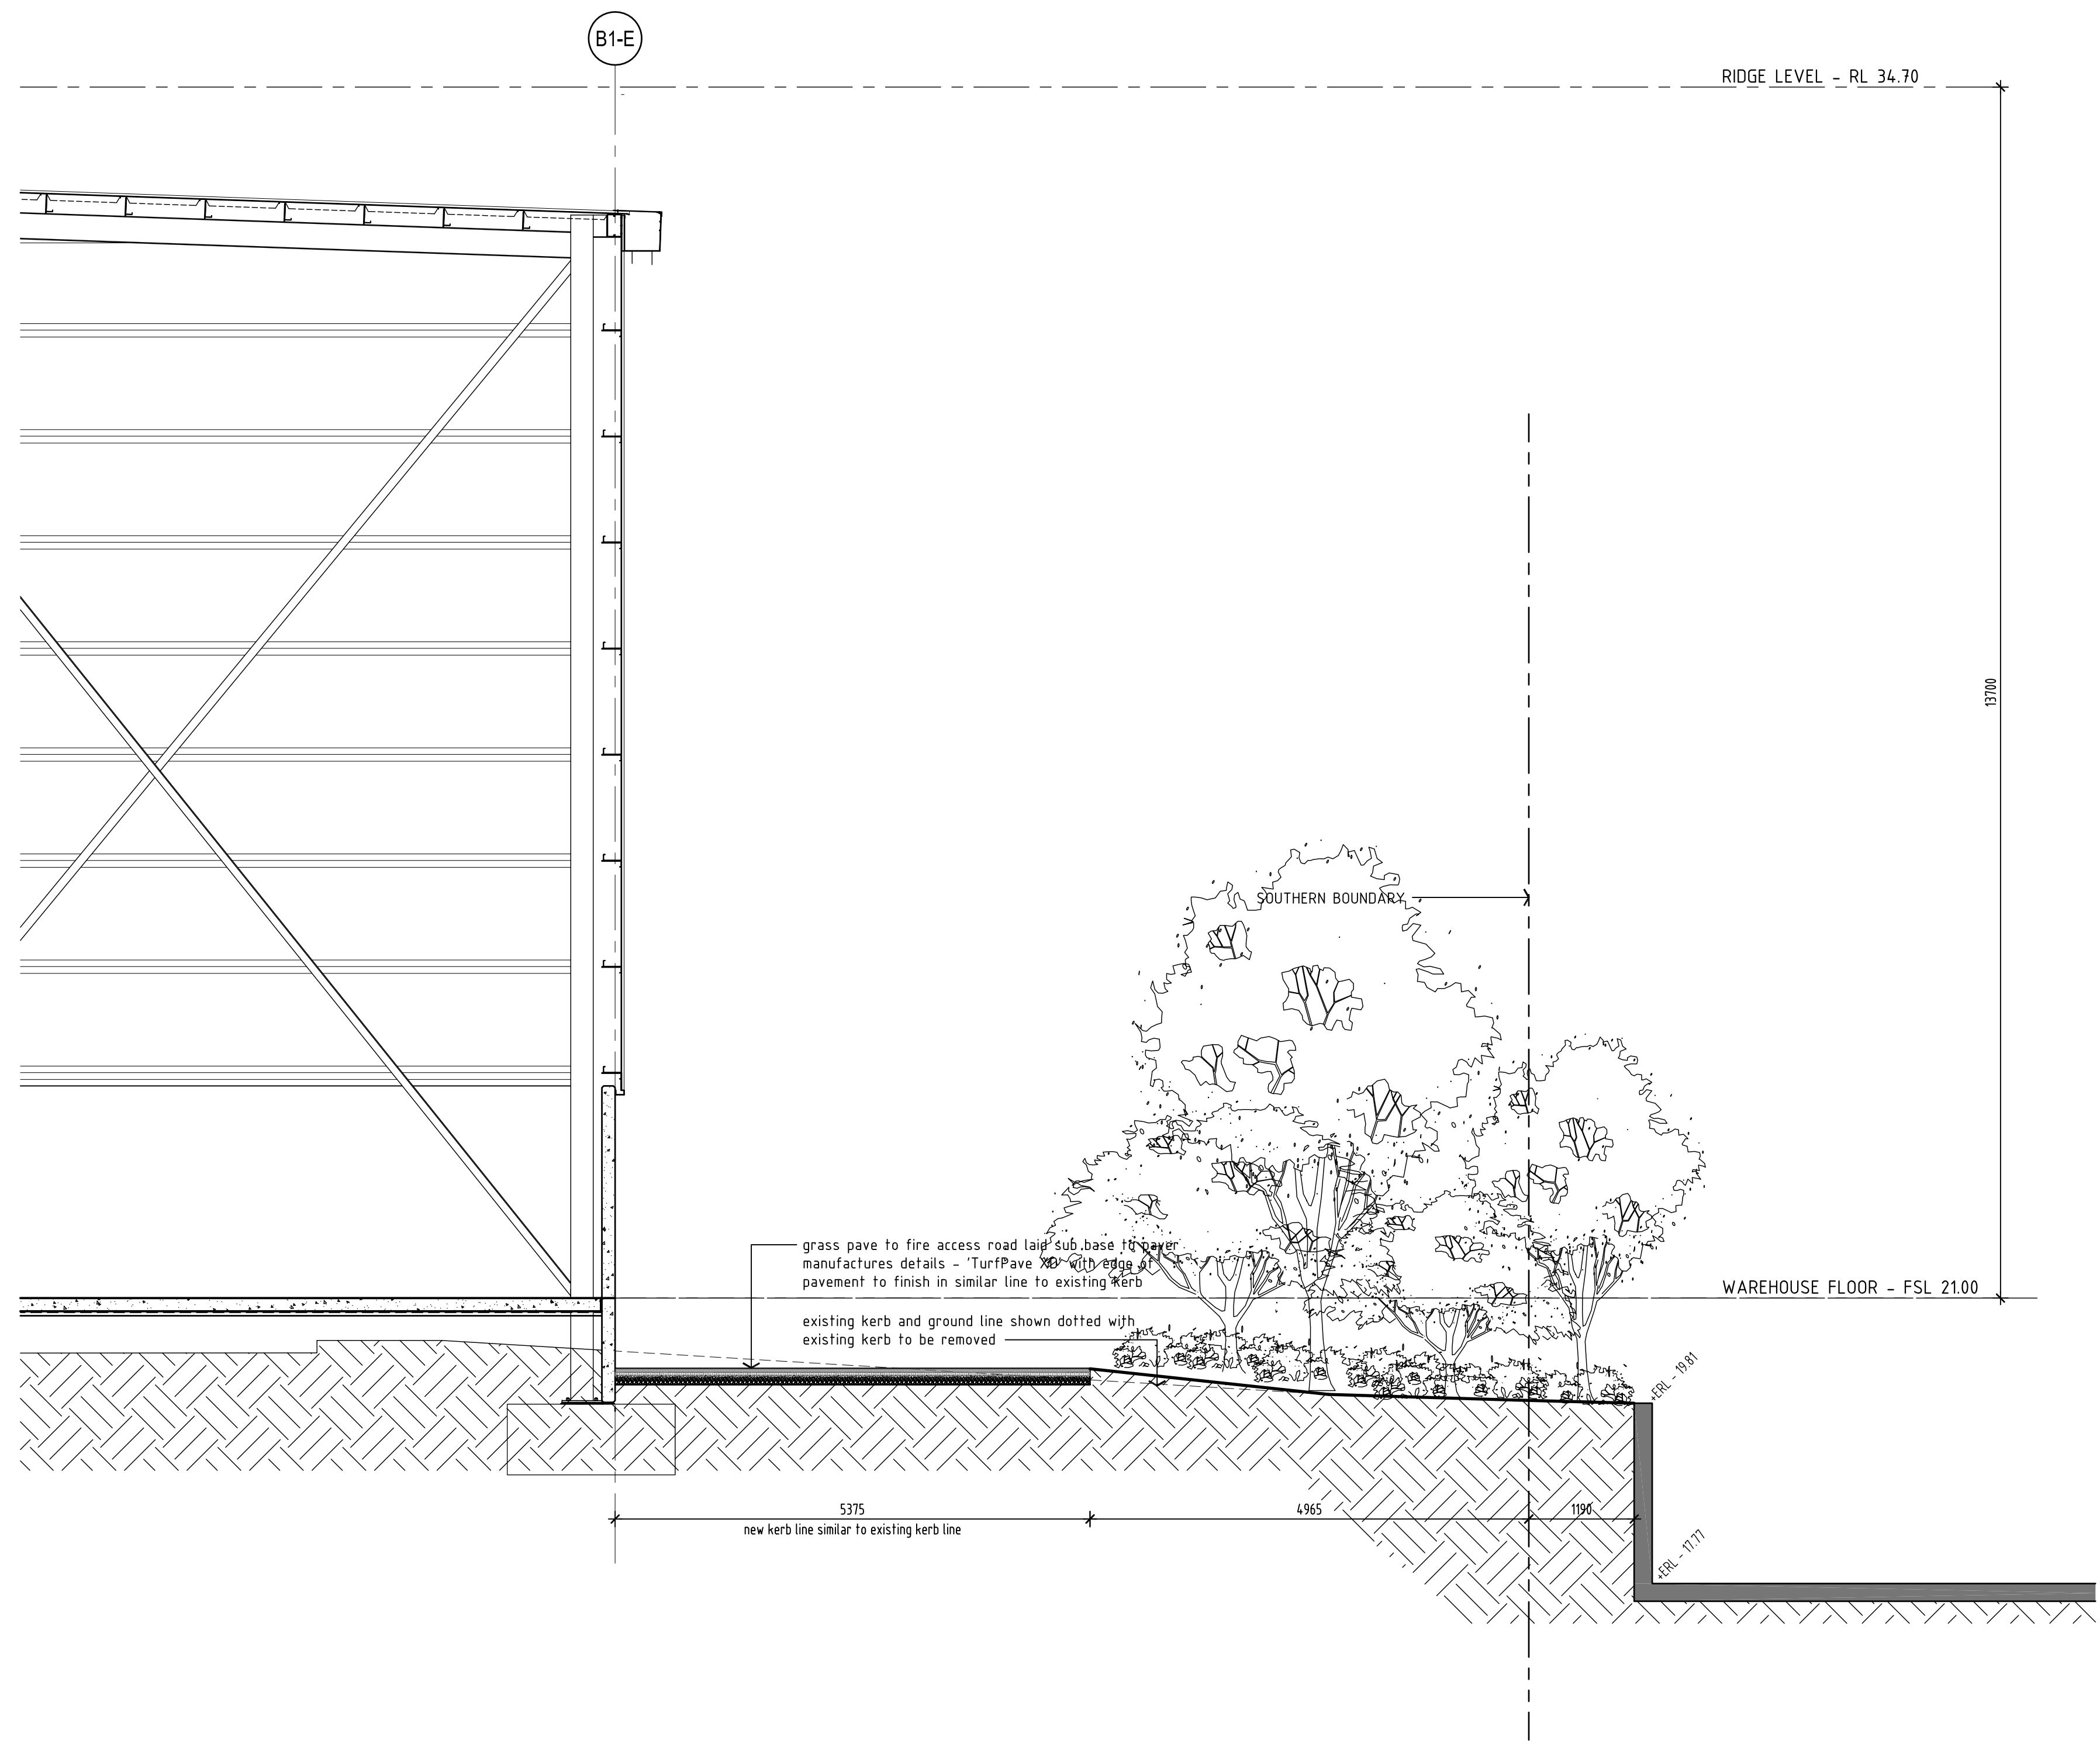 B1-E
RIDGE LEVEL - RL 34.70
13700
SOUTHERN BOUNDARY
grass pave to fire access road laid sub base to paver
manufactures details - 'TurfPave XD' with edge of
pavement to finish in similar line to existing kerb
WAREHOUSE FLOOR - FSL 21.00
existing kerb and ground line shown dotted with
existing kerb to be removed
+ERL - 19.81
5375
4965
1190
new kerb line similar to existing kerb line
+ERL - 17.77